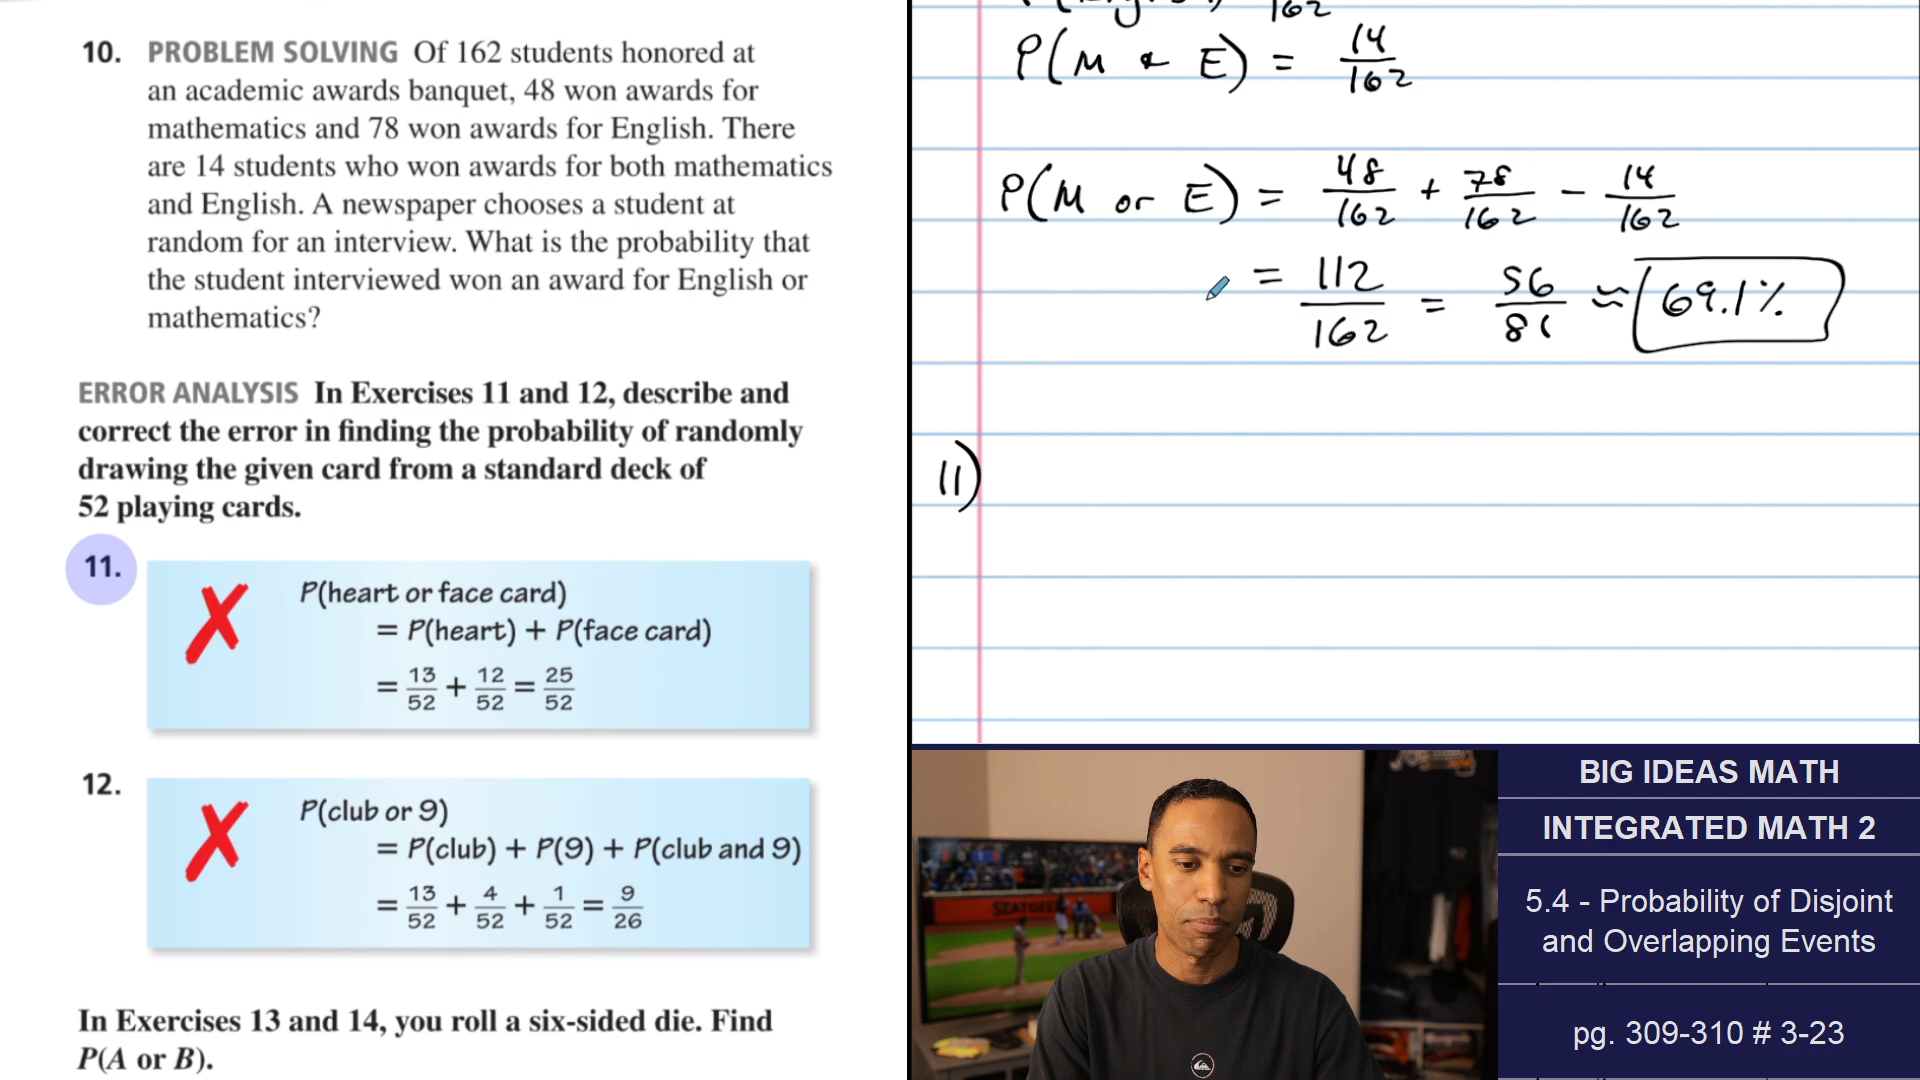 10. PROBLEM SOLVING Of 162 students honored at
an academic awards banquet, 48 won awards for
mathematics and 78 won awards for English. There
are 14 students who won awards for both mathematics
and English. A newspaper chooses a student at
random for an interview. What is the probability that
the student interviewed won an award for English or
mathematics?
ERROR ANALYSIS In Exercises 11 and 12, describe and
correct the error in finding the probability of randomly
drawing the given card from a standard deck of
52 playing cards.
11.
P(heart or face card)
= P(heart) + P(face card)
= 13/52 + 12/52 = 25/52
12.
P(club or 9)
= P(club) + P(9) + P(club and 9)
= 13/52 + 4/52 + 1/52 = 9/26
In Exercises 13 and 14, you roll a six-sided die. Find
P(A or B).
162
P(M & E) = 14/162
P(M or E) = 48/162 + 78/162 − 14/162
= 112/162 = 56/81 ≈ 69.1%
11)
SEATGEEK
BIG IDEAS MATH
INTEGRATED MATH 2
5.4 - Probability of Disjoint
and Overlapping Events
pg. 309-310 # 3-23